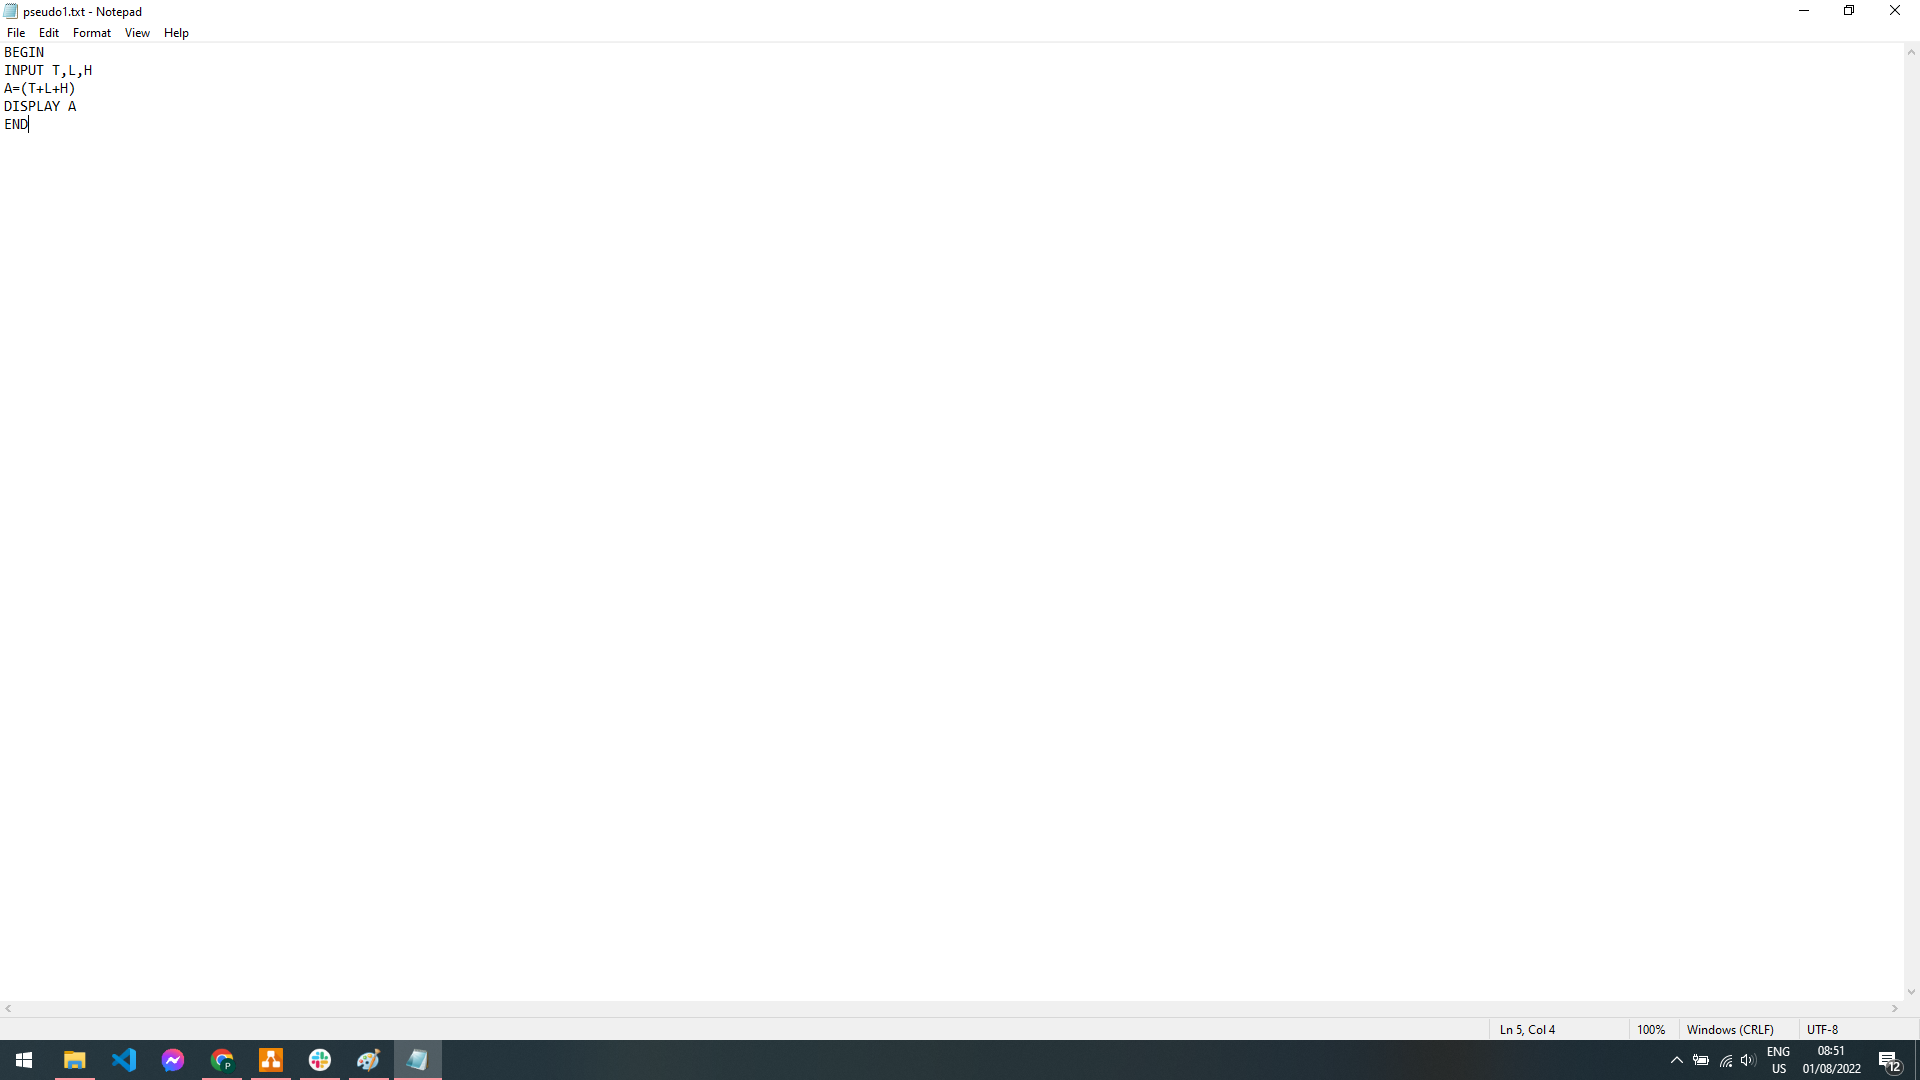 pseudo1.txt - Notepad
File Edit Format View Help
BEGIN
INPUT T,L,H
A=(T+L+H)
DISPLAY A
END
Ln 5, Col 4 100% Windows (CRLF) UTF-8
P
ENG
US
08:51
01/08/2022
12